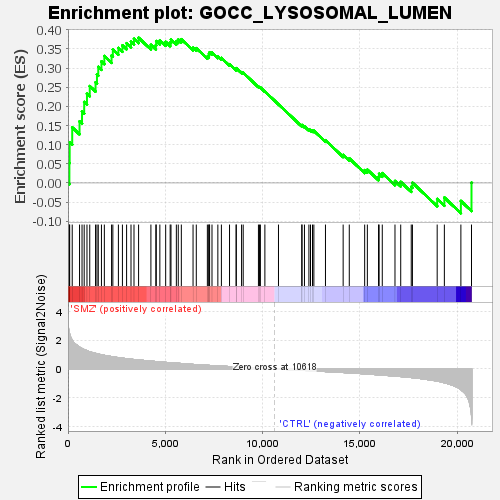 Enrichment plot: GOCC_LYSOSOMAL_LUMEN
Enrichment score (ES)
0.40
0.35
0.30
0.25
0.20
0.15
0.10
0.05
0.00
-0.05
-0.10
'SMZ' (positively correlated)
Ranked list metric (Signal2Noise)
4
2
0
-2
-4
Zero cross at 10618
'CTRL' (negatively correlated)
0
5,000
10,000
15,000
20,000
Rank in Ordered Dataset
Enrichment profile
Hits
Ranking metric scores